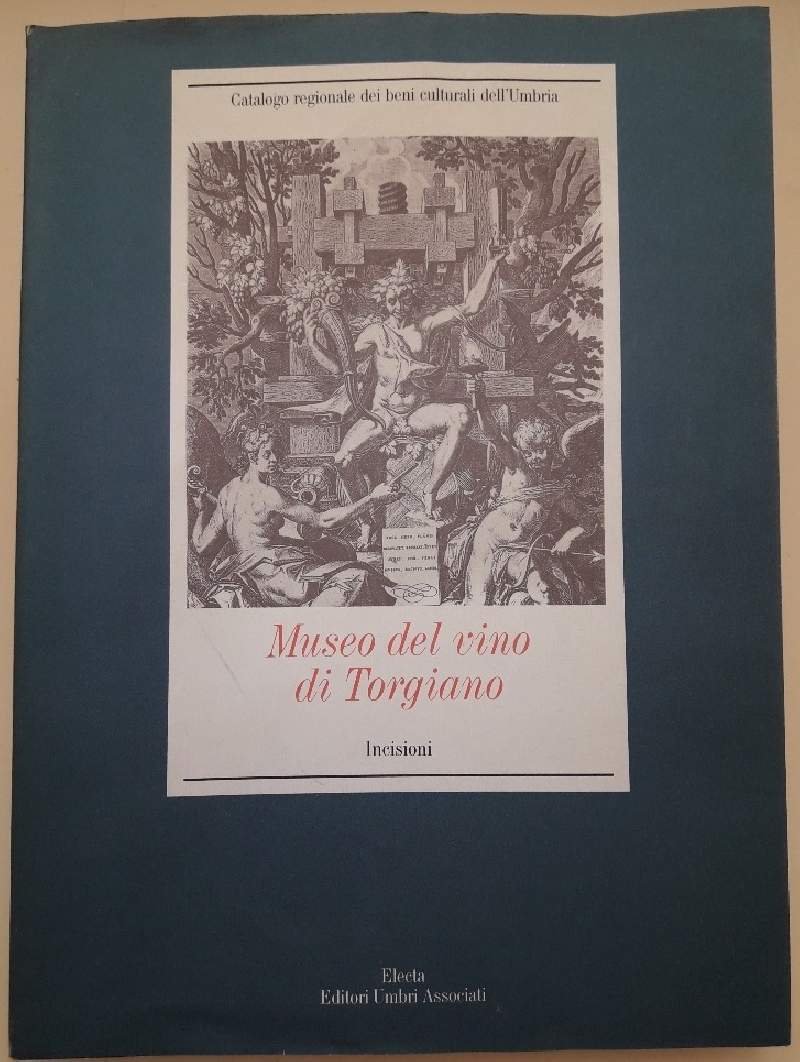 Catalogo regionale dei beni culturali dell'Umbria
Museo del vino
di Torgiano
Incisioni
Electa
Editori Umbri Associati